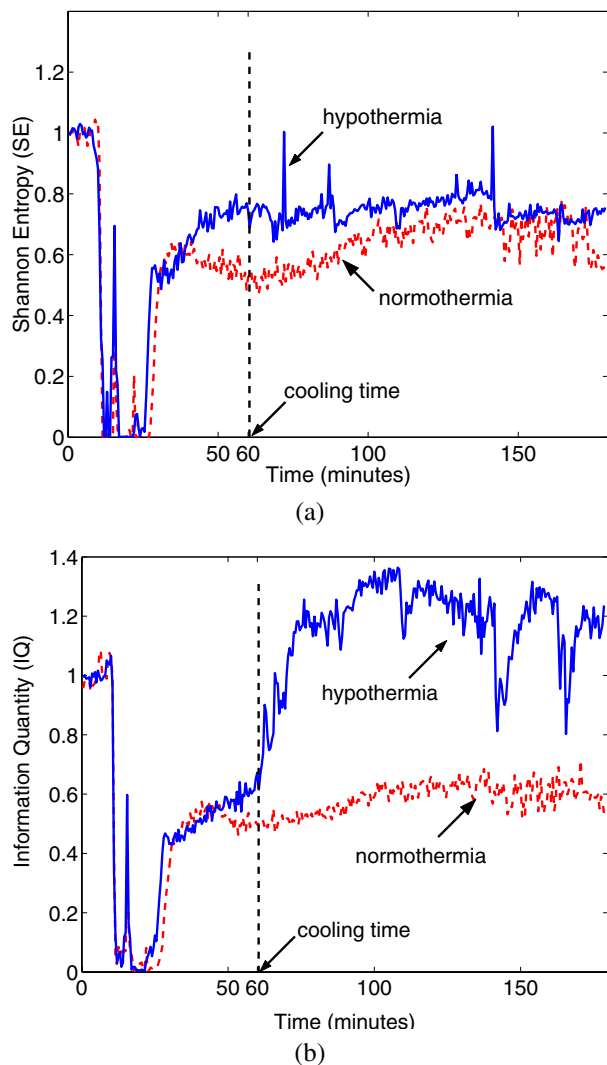 1.2
1
0.8
0.6
0.4
0.2
0
Shannon Entropy (SE)
hypothermia
normothermia
cooling time
0 50 60 100 150
Time (minutes)
(a)
1.4
1.2
1
0.8
0.6
0.4
0.2
0
Information Quantity (IQ)
hypothermia
normothermia
cooling time
0 50 60 100 150
Time (minutes)
(b)